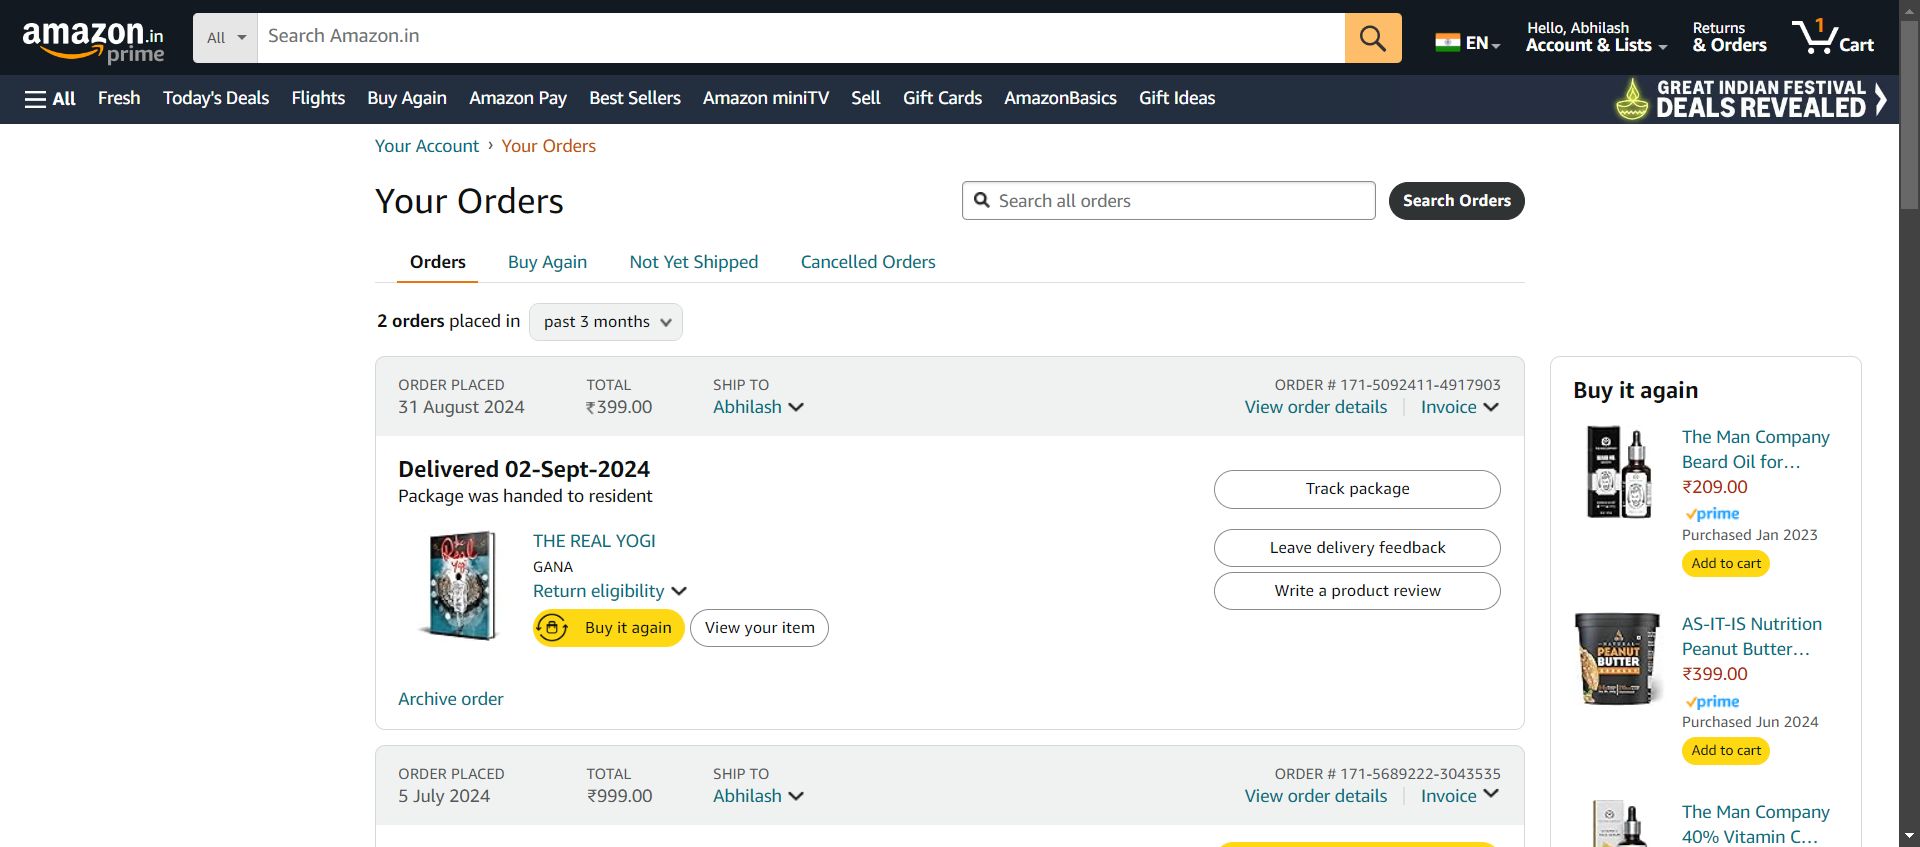 amazon.in
prime
All
Search Amazon.in
EN
Hello, Abhilash
Account & Lists
Returns
& Orders
1
Cart
All
Fresh
Today's Deals
Flights
Buy Again
Amazon Pay
Best Sellers
Amazon miniTV
Sell
Gift Cards
AmazonBasics
Gift Ideas
GREAT INDIAN FESTIVAL
DEALS REVEALED
Your Account › Your Orders
Your Orders
Search all orders
Search Orders
Orders
Buy Again
Not Yet Shipped
Cancelled Orders
2 orders placed in past 3 months
ORDER PLACED
31 August 2024
TOTAL
₹399.00
SHIP TO
Abhilash
ORDER # 171-5092411-4917903
View order details
Invoice
Delivered 02-Sept-2024
Package was handed to resident
The Real Yogi
THE REAL YOGI
GANA
Return eligibility
Buy it again
View your item
Track package
Leave delivery feedback
Write a product review
Archive order
ORDER PLACED
5 July 2024
TOTAL
₹999.00
SHIP TO
Abhilash
ORDER # 171-5689222-3043535
View order details
Invoice
Buy it again
The Man Company
Beard Oil for…
₹209.00
prime
Purchased Jan 2023
Add to cart
NATURAL
PEANUT
BUTTER
AS-IT-IS Nutrition
Peanut Butter…
₹399.00
prime
Purchased Jun 2024
Add to cart
The Man Company
40% Vitamin C…